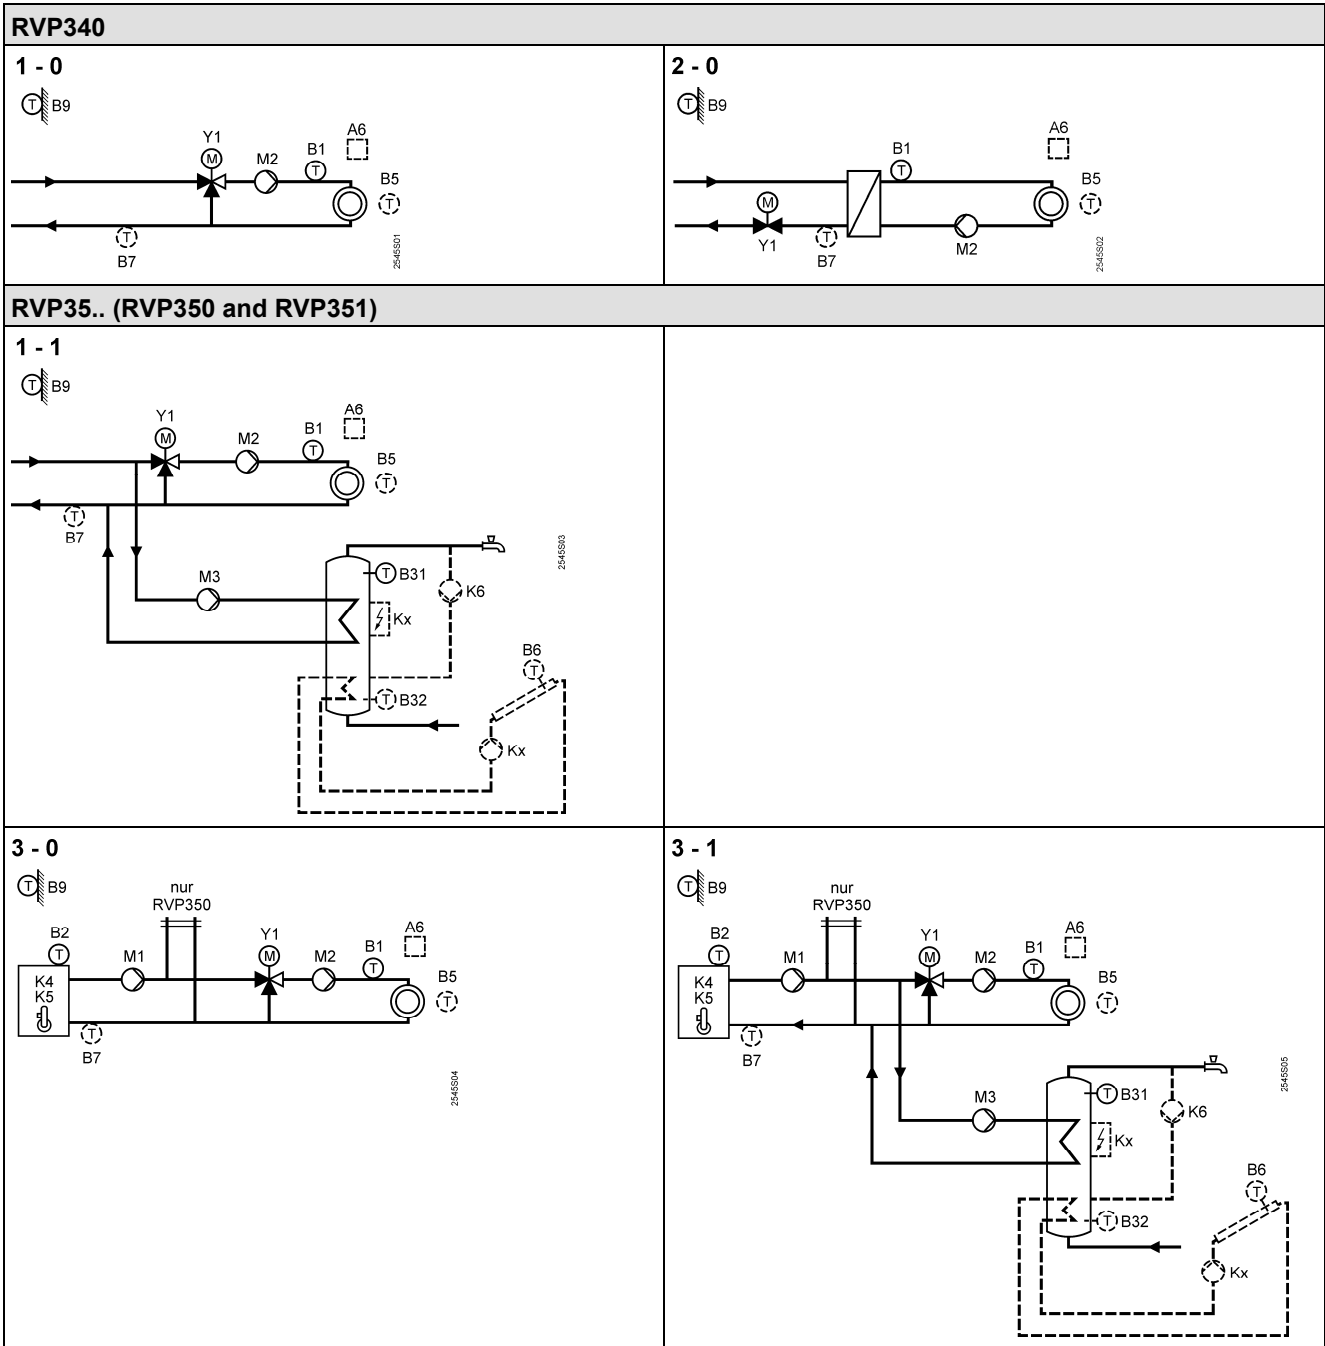 RVP340
1 - 0
T B9
Y1
M
M2
B1
T
A6
B5
T
T
B7
2545S01
2 - 0
T B9
B1
T
A6
B5
T
M
Y1
T
B7
M2
2545S02
RVP35.. (RVP350 and RVP351)
1 - 1
T B9
Y1
M
M2
B1
T
A6
B5
T
T
B7
M3
T B31
K6
Kx
B6
T
T B32
Kx
2545S03
3 - 0
T B9
nur
RVP350
B2
T
M1
Y1
M
M2
B1
T
A6
B5
T
K4
K5
T
B7
2545S04
3 - 1
T B9
nur
RVP350
B2
T
M1
Y1
M
M2
B1
T
A6
B5
T
K4
K5
T
B7
M3
T B31
K6
Kx
B6
T
T B32
Kx
2545S05